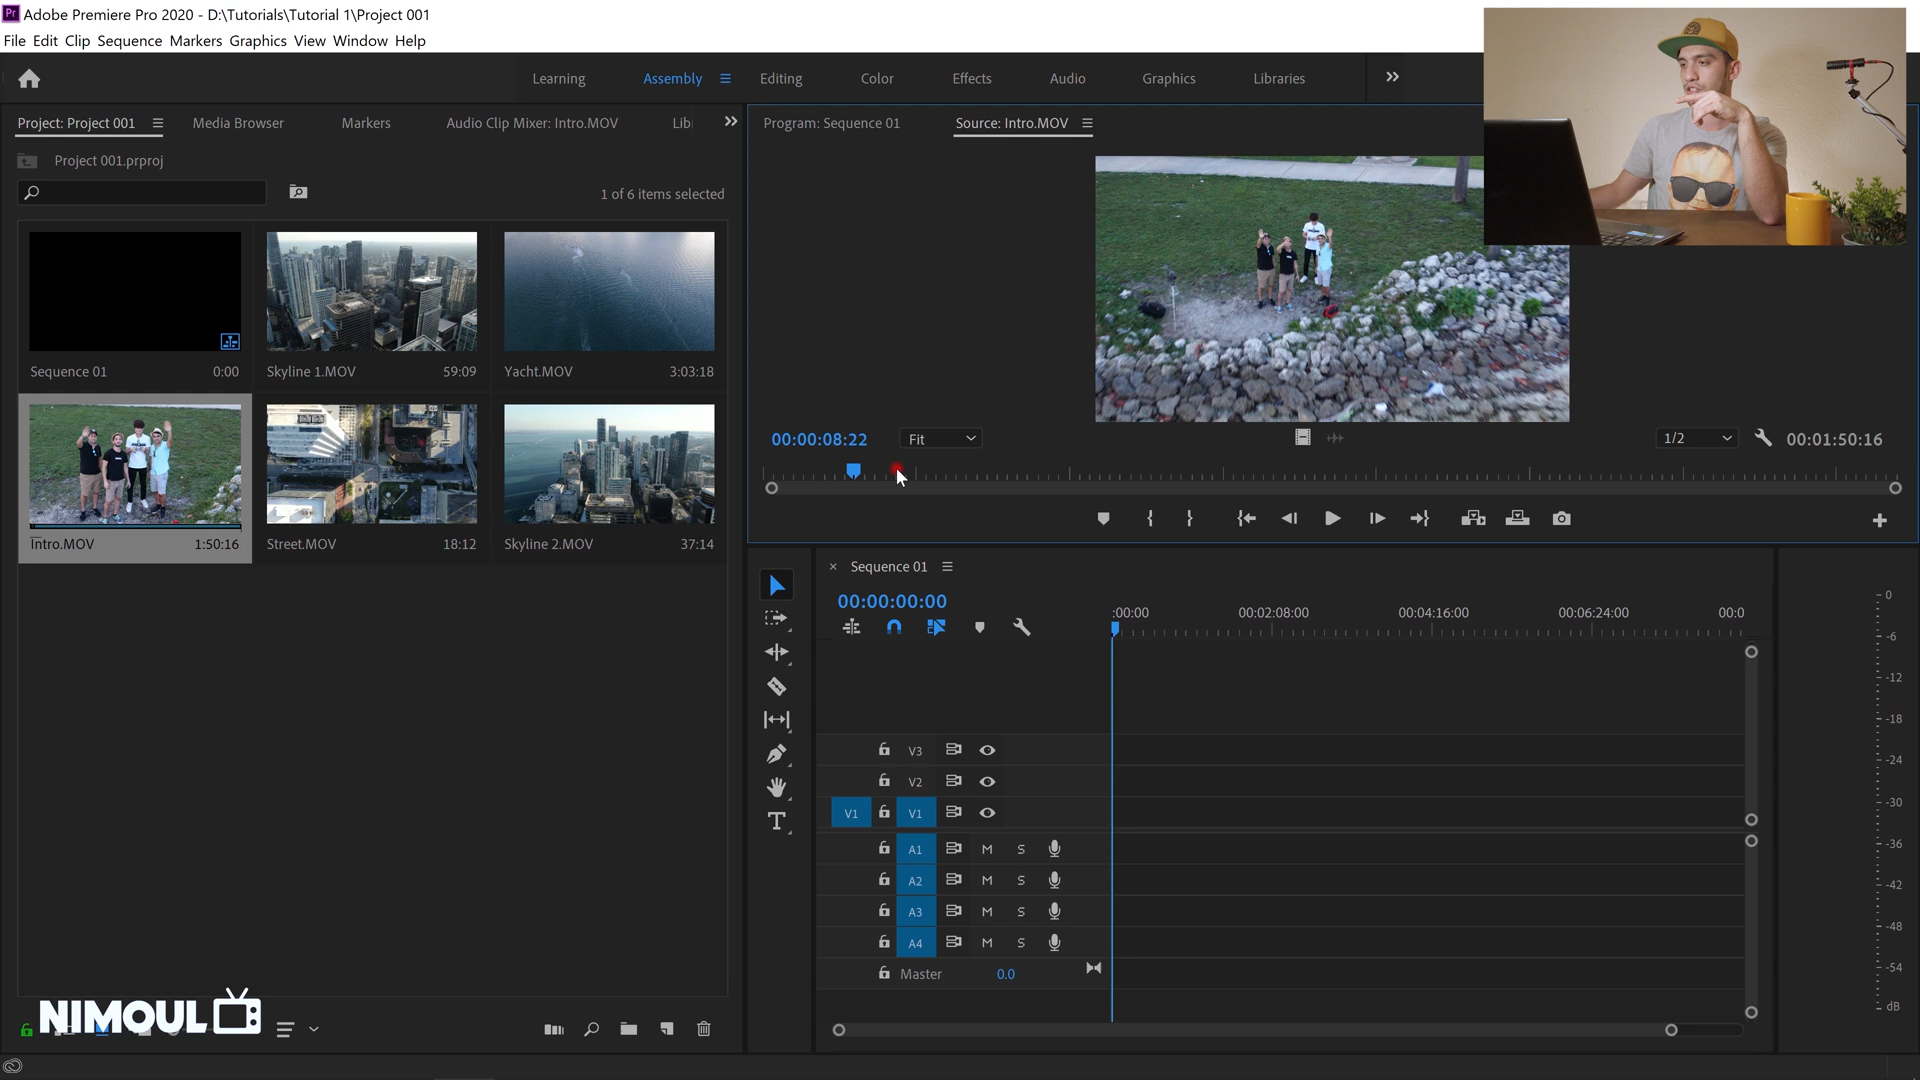 Pr Adobe Premiere Pro 2020 - D:\Tutorials\Tutorial 1\Project 001
File Edit Clip Sequence Markers Graphics View Window Help
Learning Assembly Editing Color Effects Audio Graphics Libraries
Project: Project 001 Media Browser Markers Audio Clip Mixer: Intro.MOV Lib
Program: Sequence 01 Source: Intro.MOV
Project 001.prproj
1 of 6 items selected
Sequence 01 0:00 Skyline 1.MOV 59:09 Yacht.MOV 3:03:18
00:00:08:22 Fit 1/2 00:01:50:16
Intro.MOV 1:50:16 Street.MOV 18:12 Skyline 2.MOV 37:14
Sequence 01
00:00:00:00
:00:00 00:02:08:00 00:04:16:00 00:06:24:00 00:0
V3
V2
V1 V1
A1 M S
A2 M S
A3 M S
A4 M S
Master 0.0
0
-6
-12
-18
-24
-30
-36
-42
-48
-54
dB
T
NIMOUL